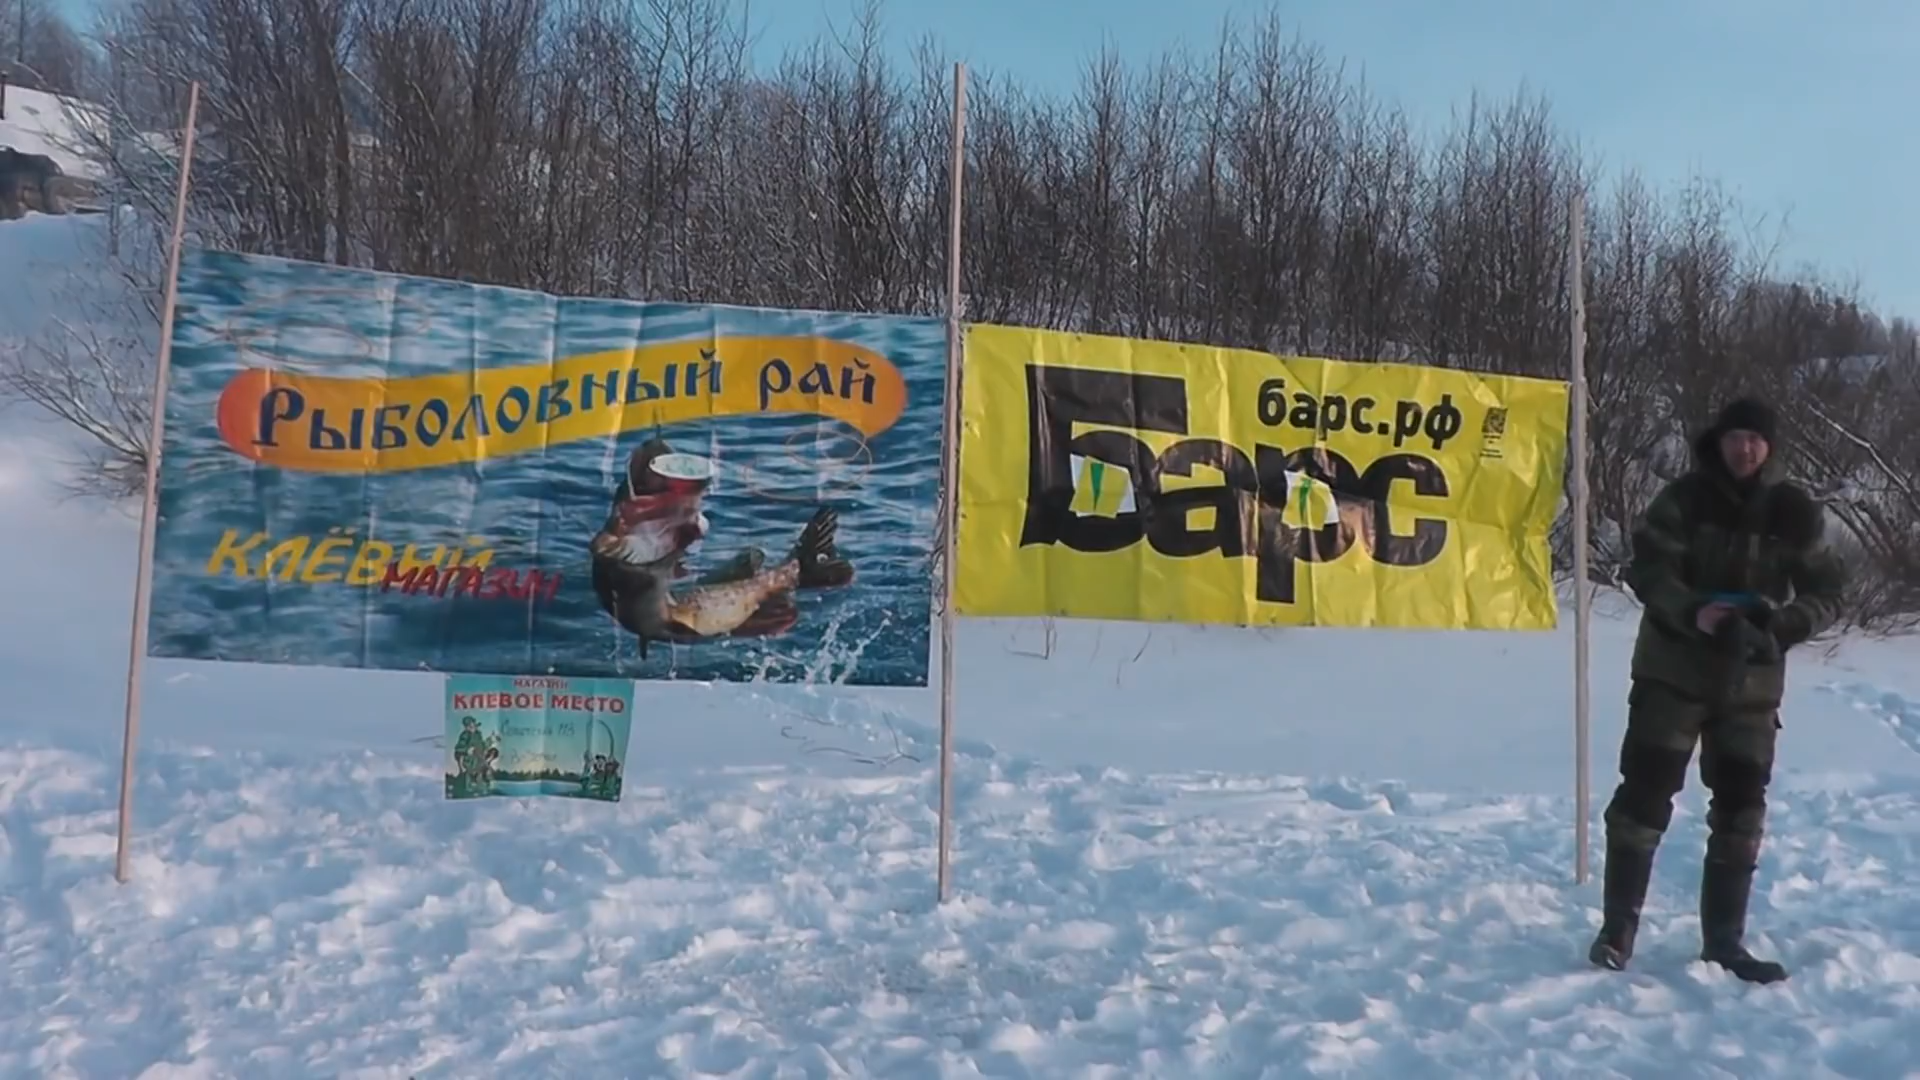 Рыболовный рай
КЛЁВЫЙ
МАГАЗИН
МАГАЗИН
КЛЕВОЕ МЕСТО
барс.рф
Барс